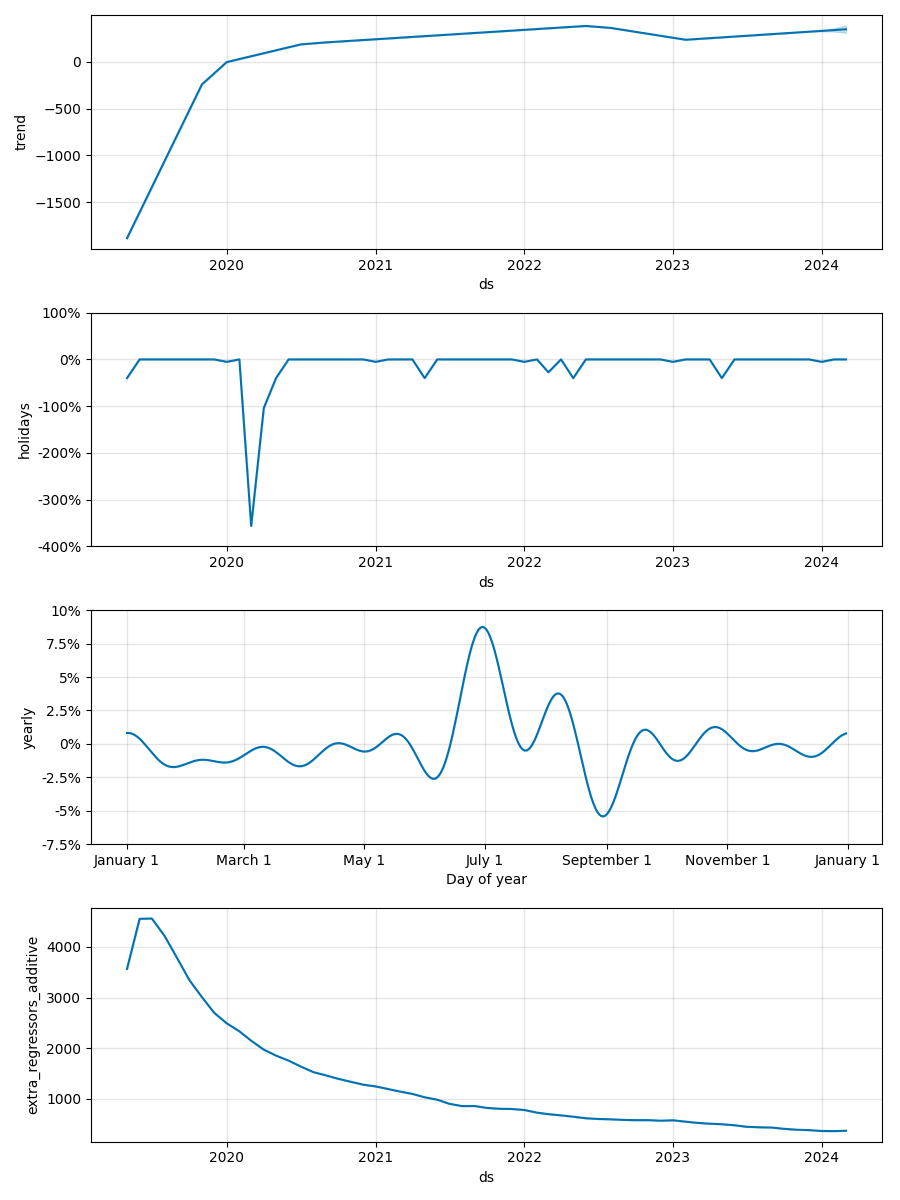 0
−500
−1000
−1500
trend
2020 2021 2022 2023 2024
ds
100%
0%
-100%
-200%
-300%
-400%
holidays
2020 2021 2022 2023 2024
ds
10%
7.5%
5%
2.5%
0%
-2.5%
-5%
-7.5%
yearly
January 1 March 1 May 1 July 1 September 1 November 1 January 1
Day of year
4000
3000
2000
1000
extra_regressors_additive
2020 2021 2022 2023 2024
ds